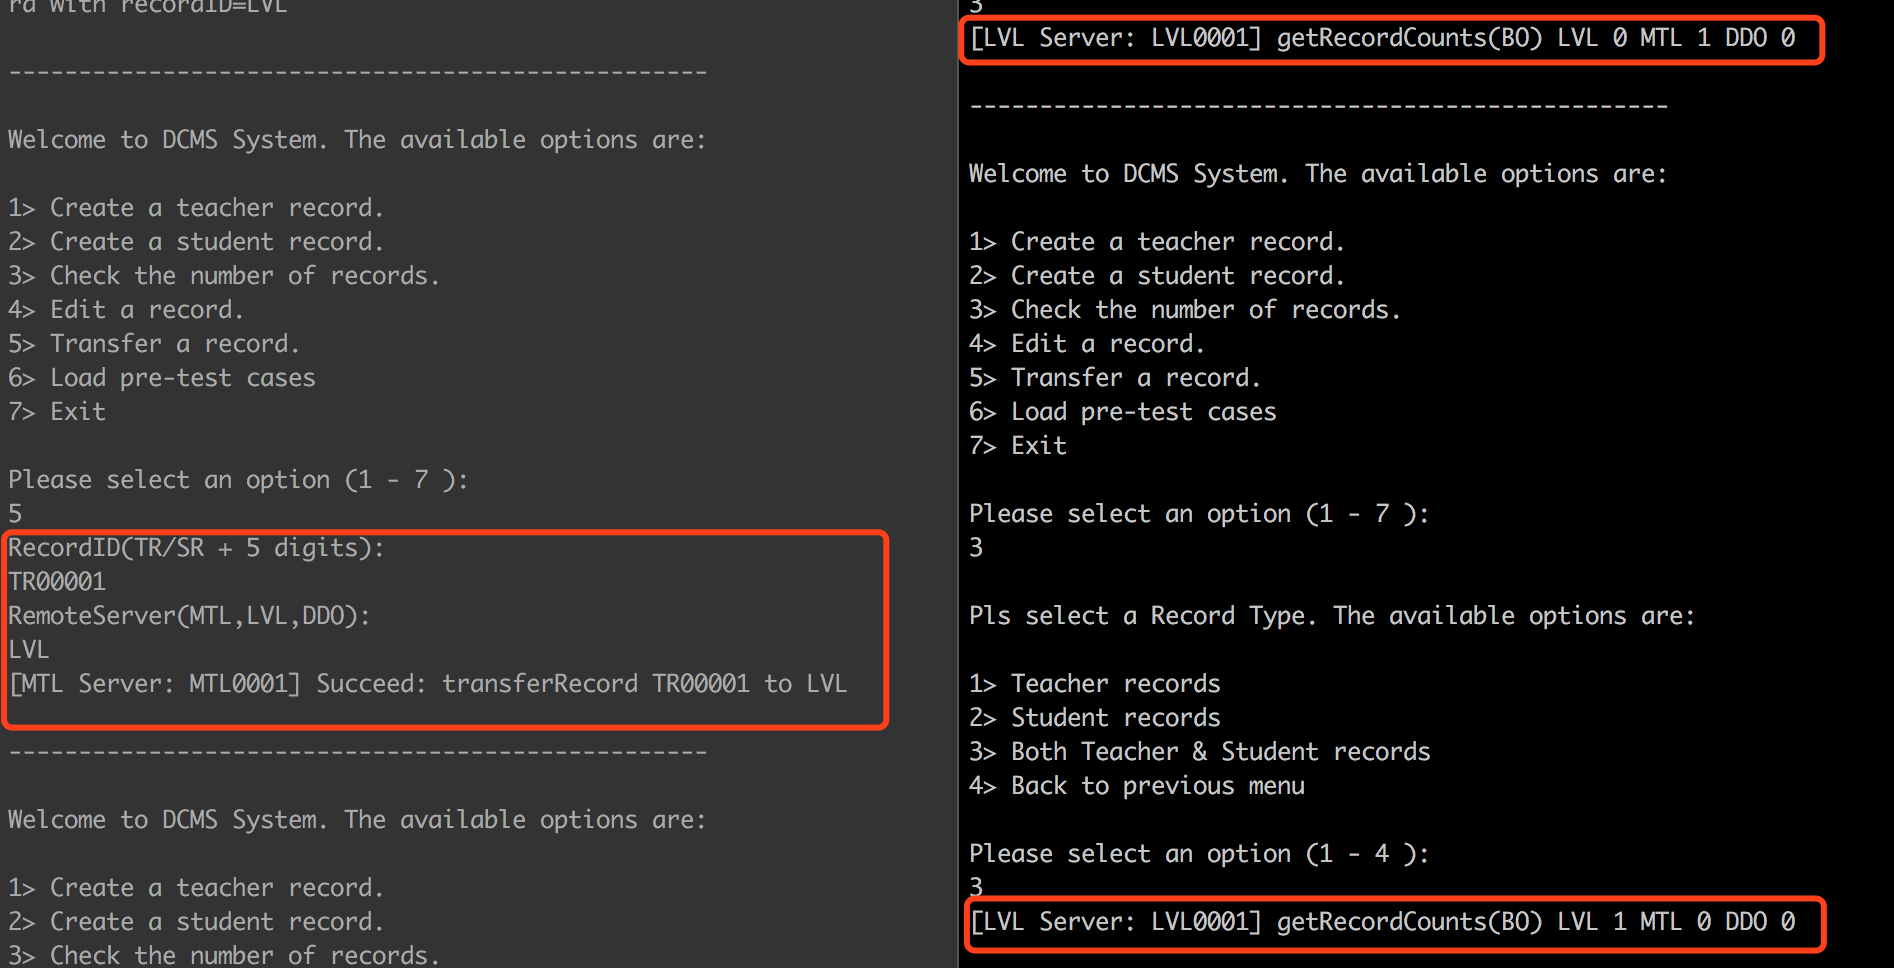 rd with recordID=LVL
--------------------------------------------------
Welcome to DCMS System. The available options are:
1> Create a teacher record.
2> Create a student record.
3> Check the number of records.
4> Edit a record.
5> Transfer a record.
6> Load pre-test cases
7> Exit
Please select an option (1 - 7 ):
5
RecordID(TR/SR + 5 digits):
TR00001
RemoteServer(MTL,LVL,DDO):
LVL
[MTL Server: MTL0001] Succeed: transferRecord TR00001 to LVL
--------------------------------------------------
Welcome to DCMS System. The available options are:
1> Create a teacher record.
2> Create a student record.
3> Check the number of records.
3
[LVL Server: LVL0001] getRecordCounts(BO) LVL 0 MTL 1 DDO 0
--------------------------------------------------
Welcome to DCMS System. The available options are:
1> Create a teacher record.
2> Create a student record.
3> Check the number of records.
4> Edit a record.
5> Transfer a record.
6> Load pre-test cases
7> Exit
Please select an option (1 - 7 ):
3
Pls select a Record Type. The available options are:
1> Teacher records
2> Student records
3> Both Teacher & Student records
4> Back to previous menu
Please select an option (1 - 4 ):
3
[LVL Server: LVL0001] getRecordCounts(BO) LVL 1 MTL 0 DDO 0